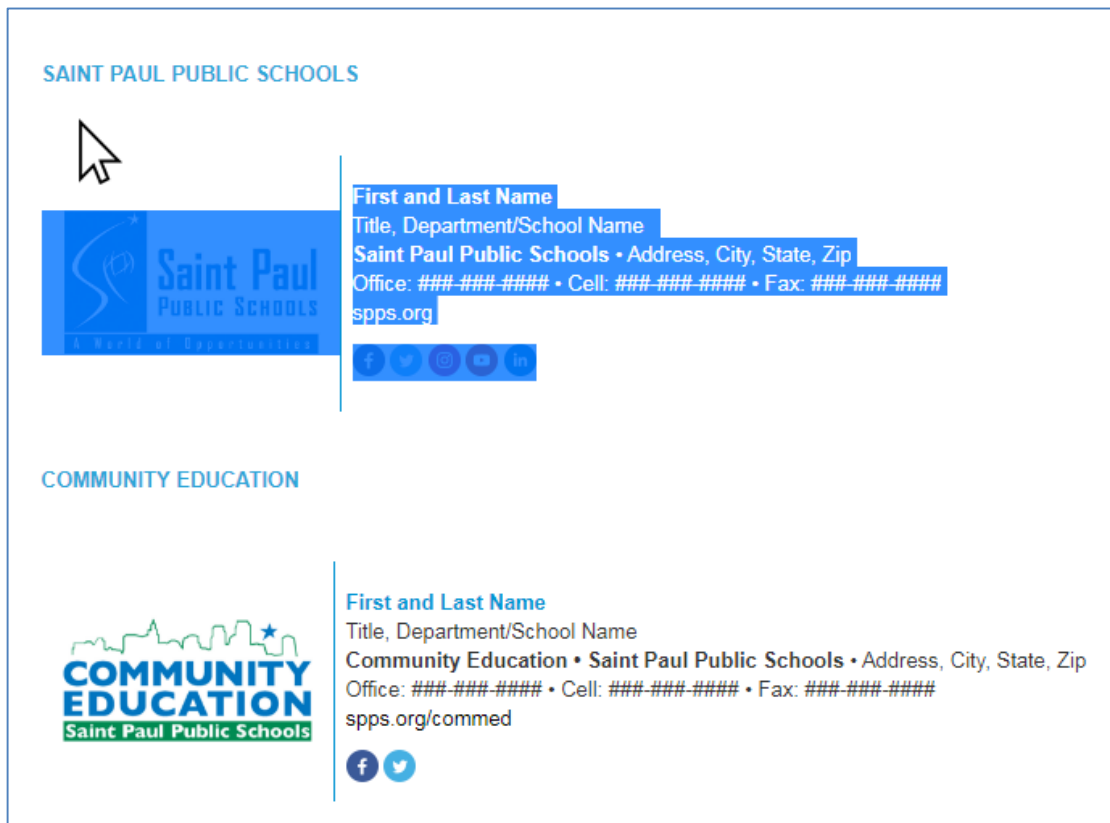 SAINT PAUL PUBLIC SCHOOLS
Saint Paul
PUBLIC SCHOOLS
A World of Opportunities
First and Last Name
Title, Department/School Name
Saint Paul Public Schools • Address, City, State, Zip
Office: ###-###-#### • Cell: ###-###-#### • Fax: ###-###-####
spps.org
f
in
COMMUNITY EDUCATION
COMMUNITY
EDUCATION
Saint Paul Public Schools
First and Last Name
Title, Department/School Name
Community Education • Saint Paul Public Schools • Address, City, State, Zip
Office: ###-###-#### • Cell: ###-###-#### • Fax: ###-###-####
spps.org/commed
f